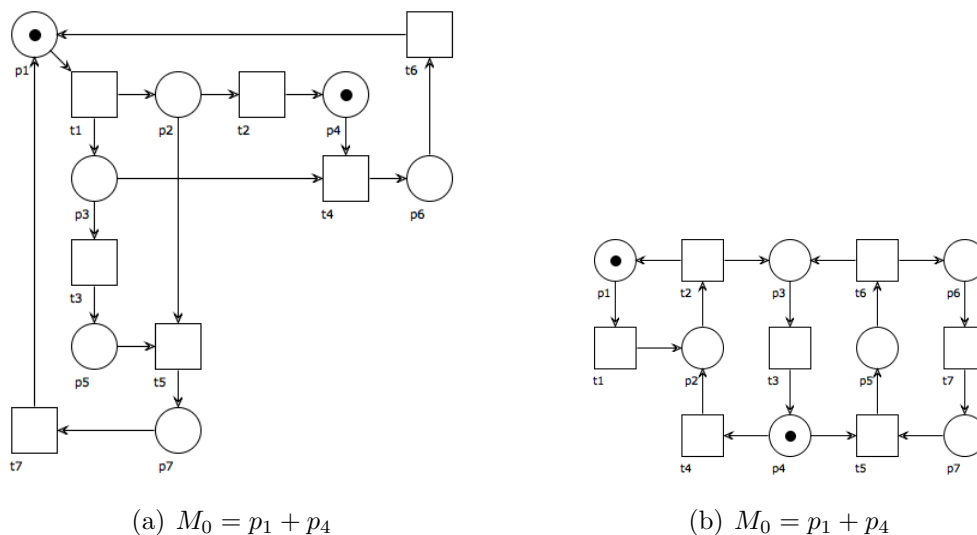 p1
t6
t1
p2
t2
p4
p3
t4
p6
t3
p5
t5
t7
p7
p1
t2
p3
t6
p6
t1
p2
t3
p5
t7
t4
p4
t5
p7
(a) M₀ = p₁ + p₄
(b) M₀ = p₁ + p₄